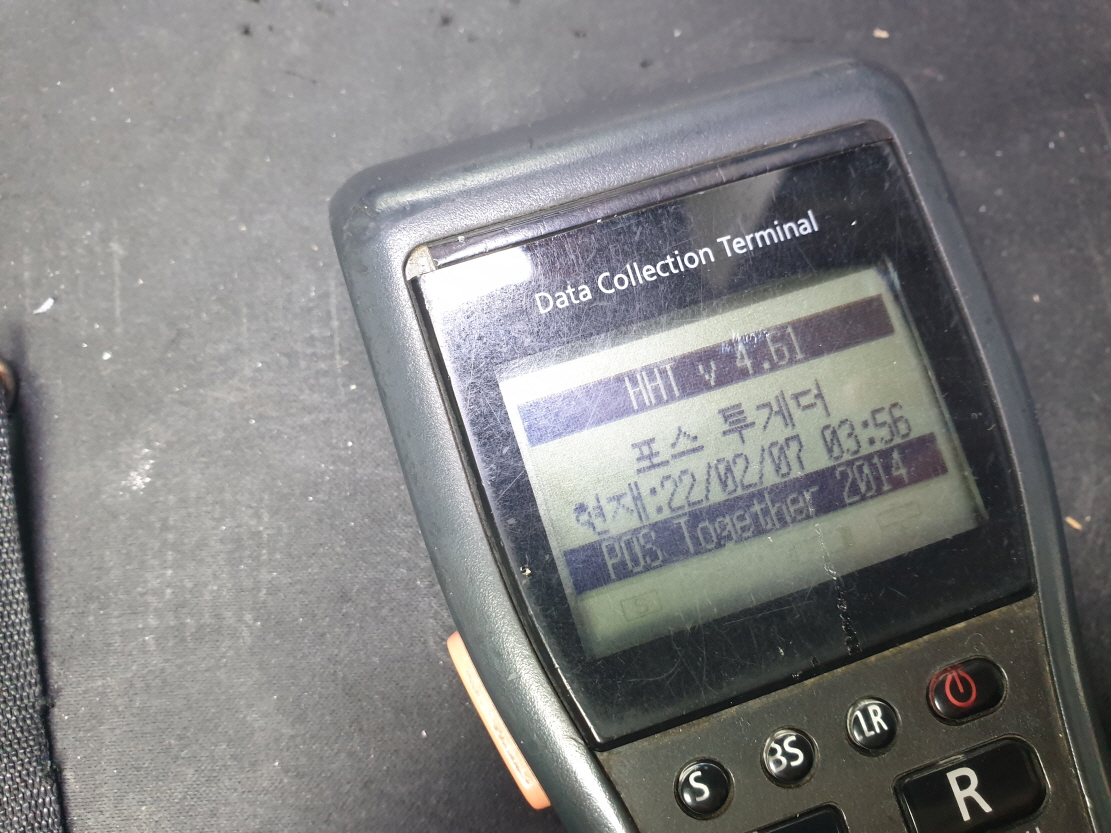 Data Collection Terminal
HHT v 4.61
포스 투게더
현재:22/02/07 03:56
POS Together 2014
S
.S
BS
.LR
R